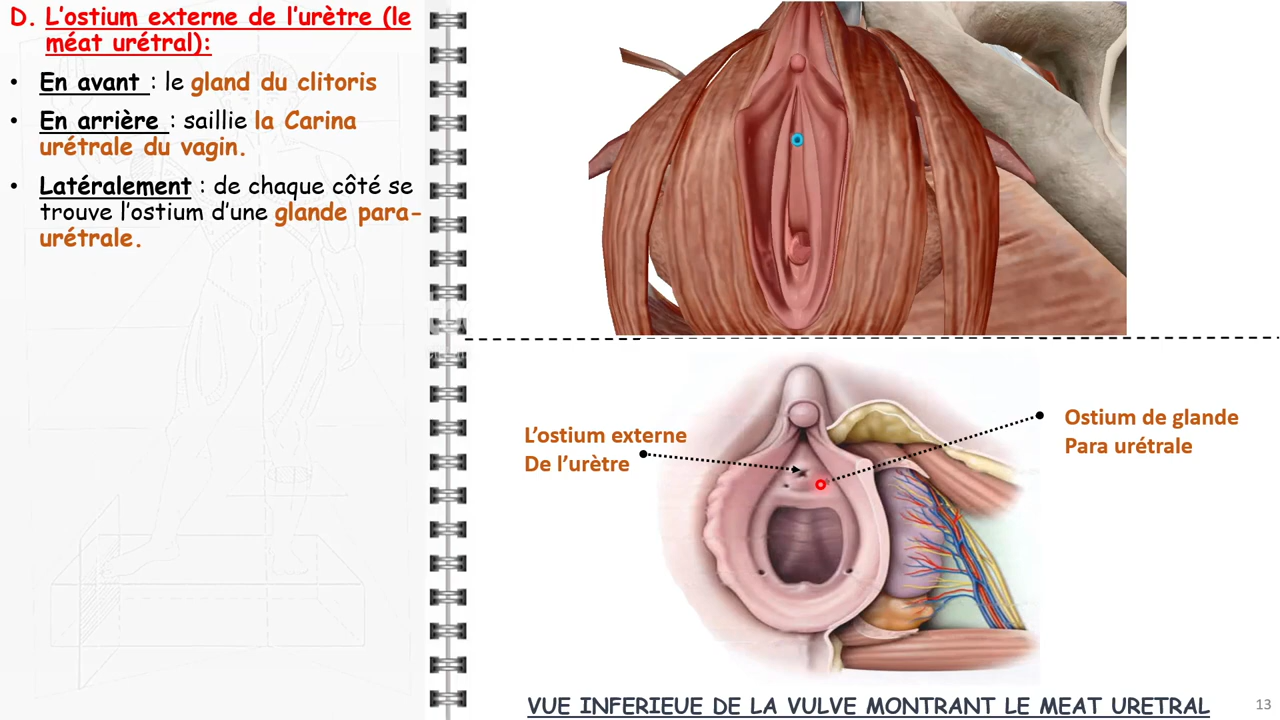 D. L'ostium externe de l'urètre (le
méat urétral):
• En avant : le gland du clitoris
• En arrière : saillie la Carina
urétrale du vagin.
• Latéralement : de chaque côté se
trouve l'ostium d'une glande para-
urétrale.
L'ostium externe
De l'urètre
Ostium de glande
Para urétrale
VUE INFERIEUE DE LA VULVE MONTRANT LE MEAT URETRAL
13